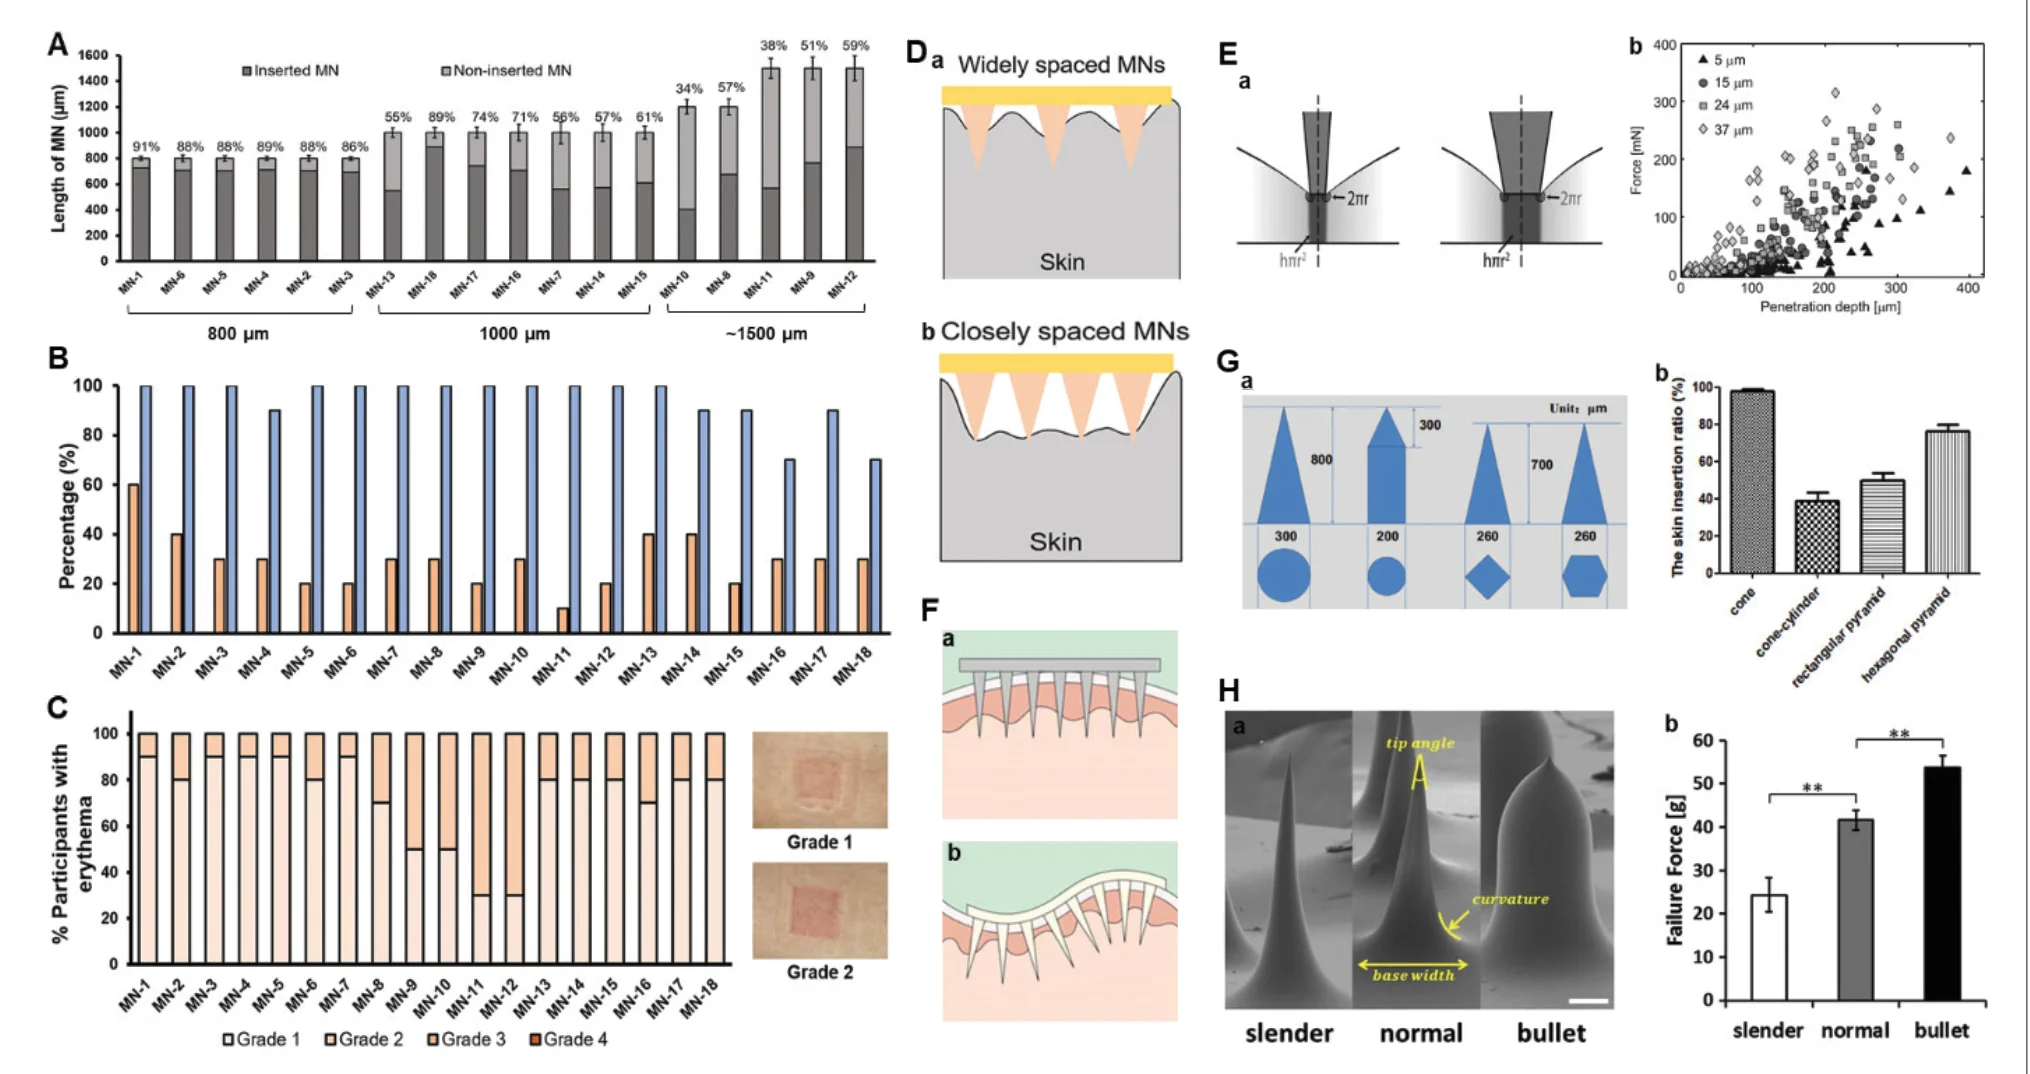 A
Length of MN (μm)
1600
1400
1200
1000
800
600
400
200
0
Inserted MN
Non-inserted MN
91% 88% 88% 89% 88% 86% 55% 89% 74% 71% 56% 57% 61% 34% 57% 38% 51% 59%
MN-1 MN-6 MN-5 MN-4 MN-2 MN-3 MN-13 MN-18 MN-17 MN-16 MN-7 MN-14 MN-15 MN-10 MN-8 MN-11 MN-9 MN-12
800 μm
1000 μm
~1500 μm
B
Percentage (%)
100
80
60
40
20
0
MN-1 MN-2 MN-3 MN-4 MN-5 MN-6 MN-7 MN-8 MN-9 MN-10 MN-11 MN-12 MN-13 MN-14 MN-15 MN-16 MN-17 MN-18
C
% Participants with
erythema
100
80
60
40
20
0
MN-1 MN-2 MN-3 MN-4 MN-5 MN-6 MN-7 MN-8 MN-9 MN-10 MN-11 MN-12 MN-13 MN-14 MN-15 MN-16 MN-17 MN-18
Grade 1
Grade 2
Grade 3
Grade 4
Grade 1
Grade 2
D
a Widely spaced MNs
Skin
b Closely spaced MNs
Skin
E
a
2πr
hπr²
2πr
hπr²
b
Force [mN]
400
300
200
100
0
5 μm
15 μm
24 μm
37 μm
0 100 200 300 400
Penetration depth [μm]
F
a
b
G
a
Unit: μm
800
300
700
300 200 260 260
b
The skin insertion ratio (%)
100
80
60
40
20
0
cone
cone-cylinder
rectangular pyramid
hexagonal pyramid
H
a
tip angle
curvature
base width
slender normal bullet
b
Failure Force [g]
60
50
40
30
20
10
0
**
**
slender normal bullet